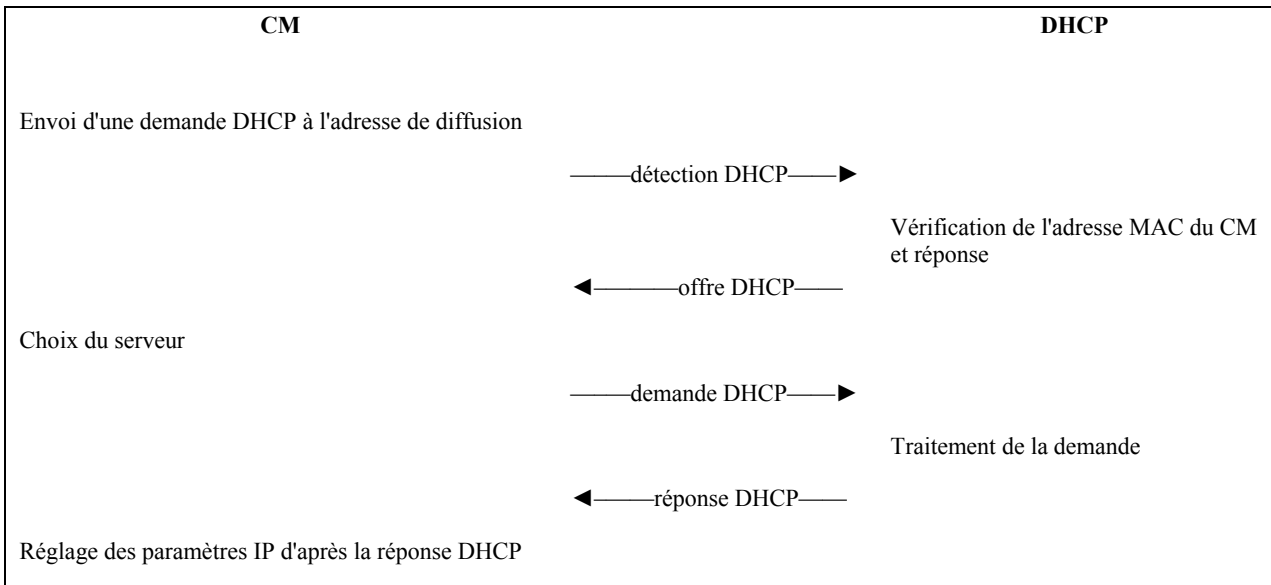 CM DHCP
Envoi d'une demande DHCP à l'adresse de diffusion
———détection DHCP——►
Vérification de l'adresse MAC du CM
et réponse
◄————offre DHCP——
Choix du serveur
———demande DHCP——►
Traitement de la demande
◄———réponse DHCP——
Réglage des paramètres IP d'après la réponse DHCP